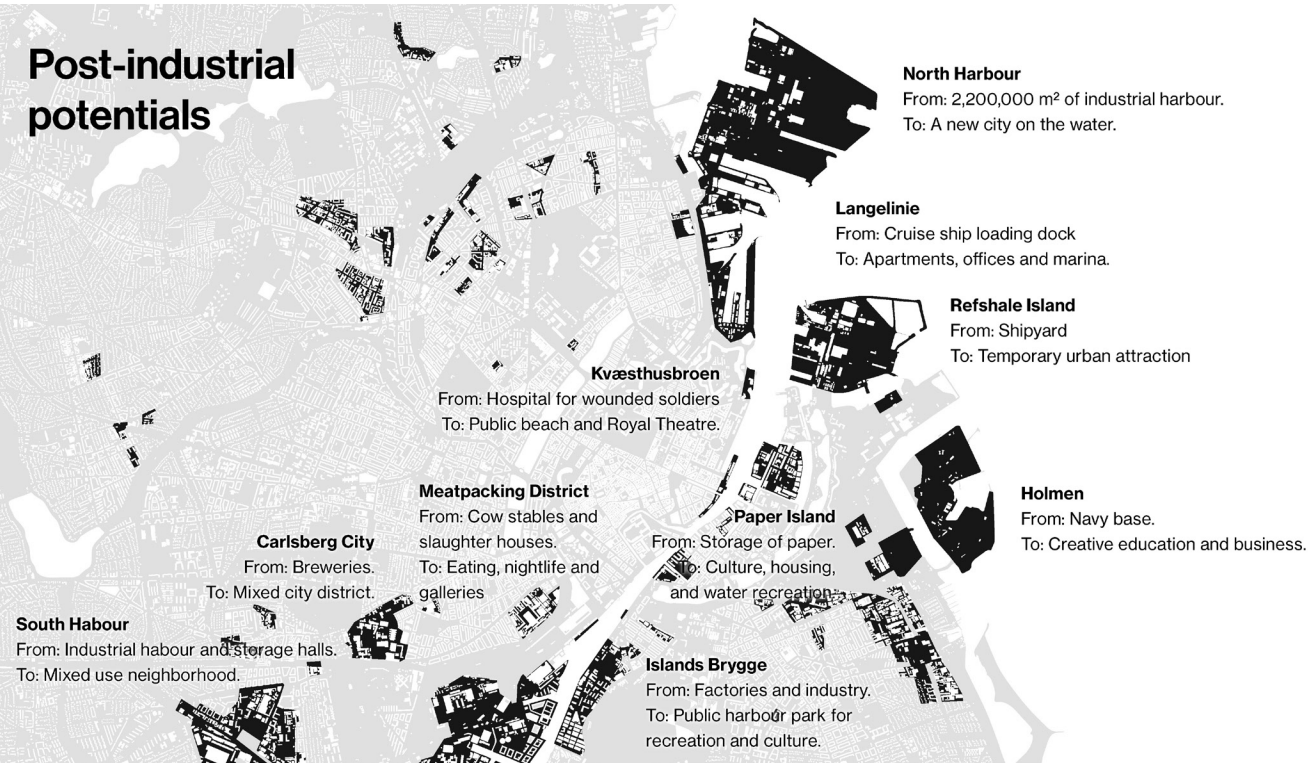 Post-industrial
potentials
North Harbour
From: 2,200,000 m² of industrial harbour.
To: A new city on the water.
Langelinie
From: Cruise ship loading dock
To: Apartments, offices and marina.
Refshale Island
From: Shipyard
To: Temporary urban attraction
Kvæsthusbroen
From: Hospital for wounded soldiers
To: Public beach and Royal Theatre.
Meatpacking District
From: Cow stables and
slaughter houses.
To: Eating, nightlife and
galleries
Paper Island
From: Storage of paper.
To: Culture, housing,
and water recreation.
Holmen
From: Navy base.
To: Creative education and business.
Carlsberg City
From: Breweries.
To: Mixed city district.
South Habour
From: Industrial habour and storage halls.
To: Mixed use neighborhood.
Islands Brygge
From: Factories and industry.
To: Public harbour park for
recreation and culture.